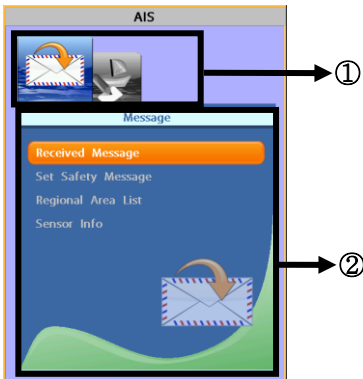 AIS
①
Message
Received Message
Set Safety Message
Regional Area List
Sensor Info
②